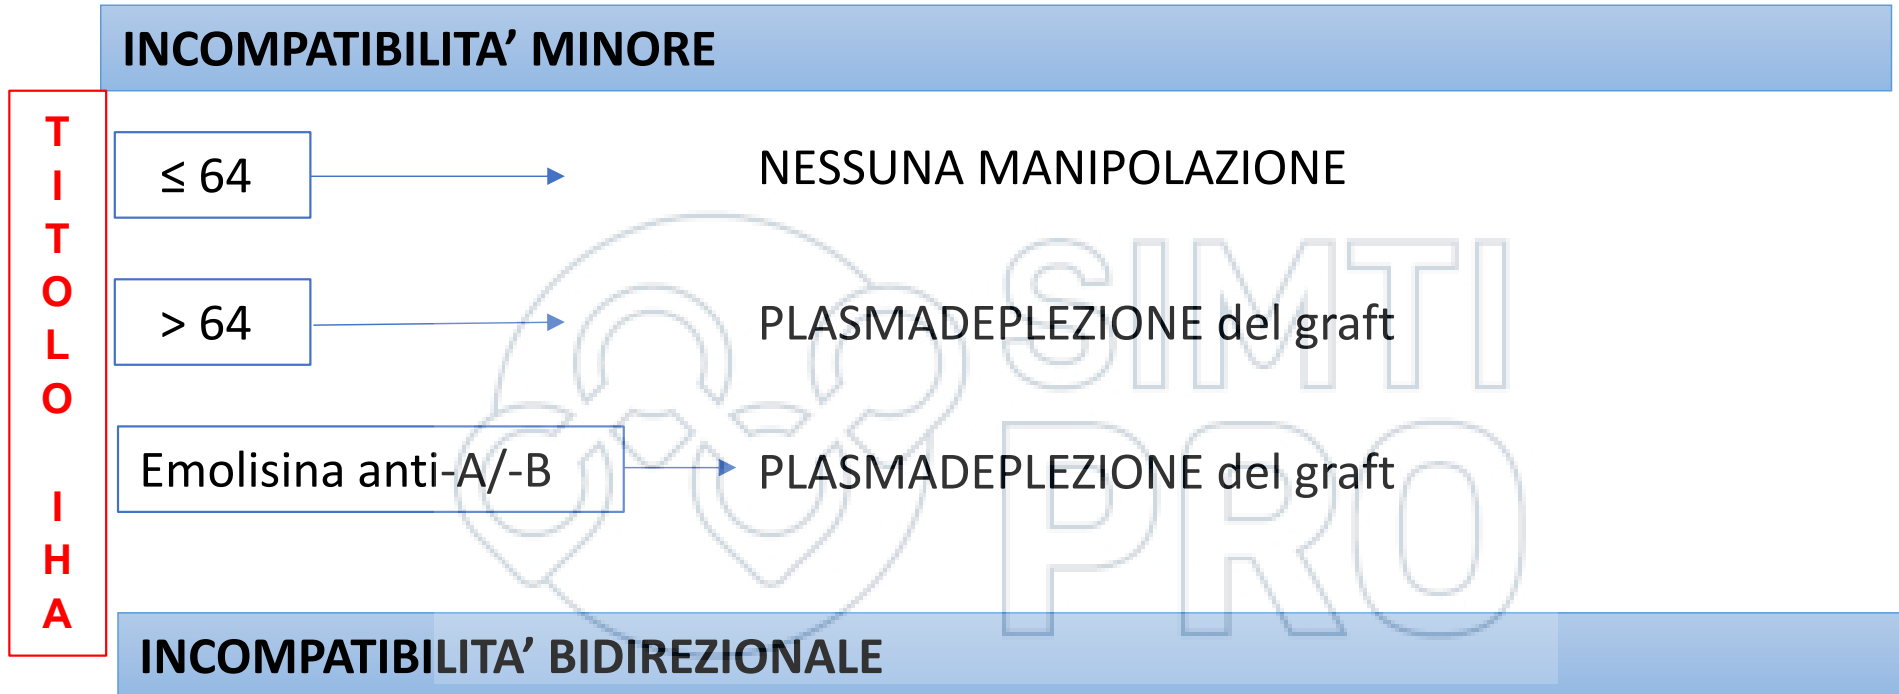 INCOMPATIBILITA’ MINORE
TITOLO IHA
≤ 64
NESSUNA MANIPOLAZIONE
> 64
PLASMADEPLEZIONE del graft
Emolisina anti-A/-B
PLASMADEPLEZIONE del graft
SIMTI
PRO
INCOMPATIBILITA’ BIDIREZIONALE